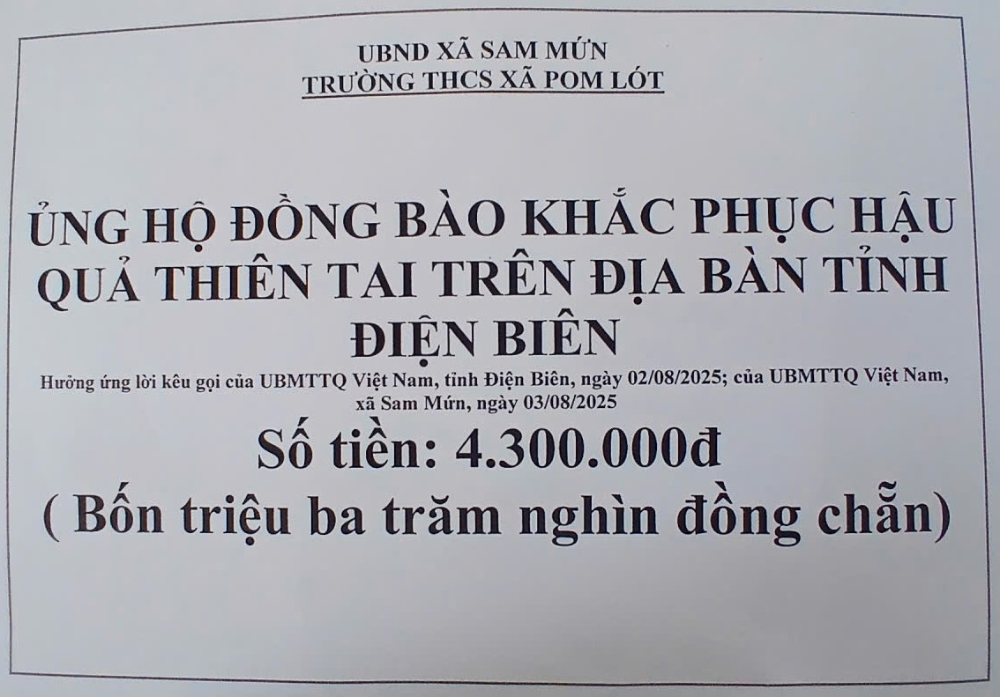 UBND XÃ SAM MỨN
TRƯỜNG THCS XÃ POM LÓT
ỦNG HỘ ĐỒNG BÀO KHẮC PHỤC HẬU
QUẢ THIÊN TAI TRÊN ĐỊA BÀN TỈNH
ĐIỆN BIÊN
Hưởng ứng lời kêu gọi của UBMTTQ Việt Nam, tỉnh Điện Biên, ngày 02/08/2025; của UBMTTQ Việt Nam,
xã Sam Mứn, ngày 03/08/2025
Số tiền: 4.300.000đ
( Bốn triệu ba trăm nghìn đồng chẵn)